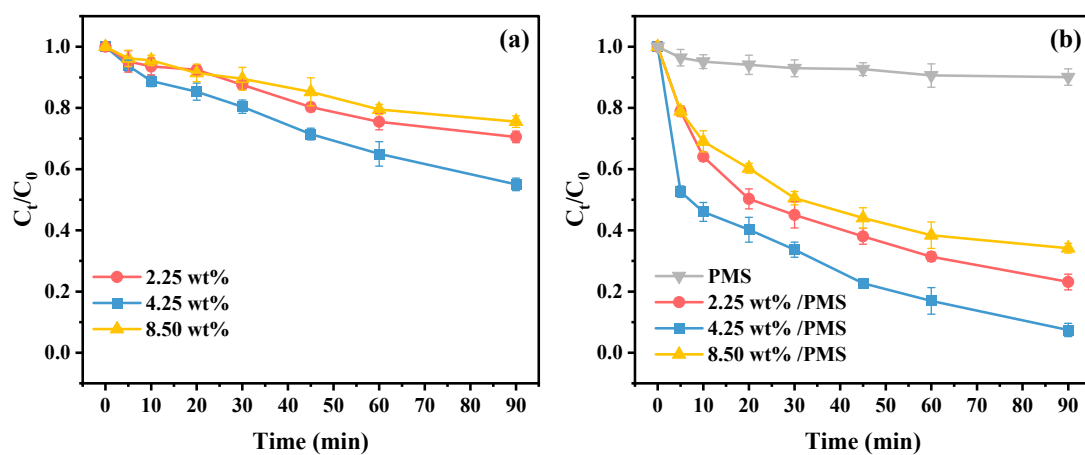 (a)
1.0
0.8
0.6
0.4
0.2
0.0
Ct/C0
2.25 wt%
4.25 wt%
8.50 wt%
0 10 20 30 40 50 60 70 80 90
Time (min)
(b)
1.0
0.8
0.6
0.4
0.2
0.0
Ct/C0
PMS
2.25 wt% /PMS
4.25 wt% /PMS
8.50 wt% /PMS
0 10 20 30 40 50 60 70 80 90
Time (min)